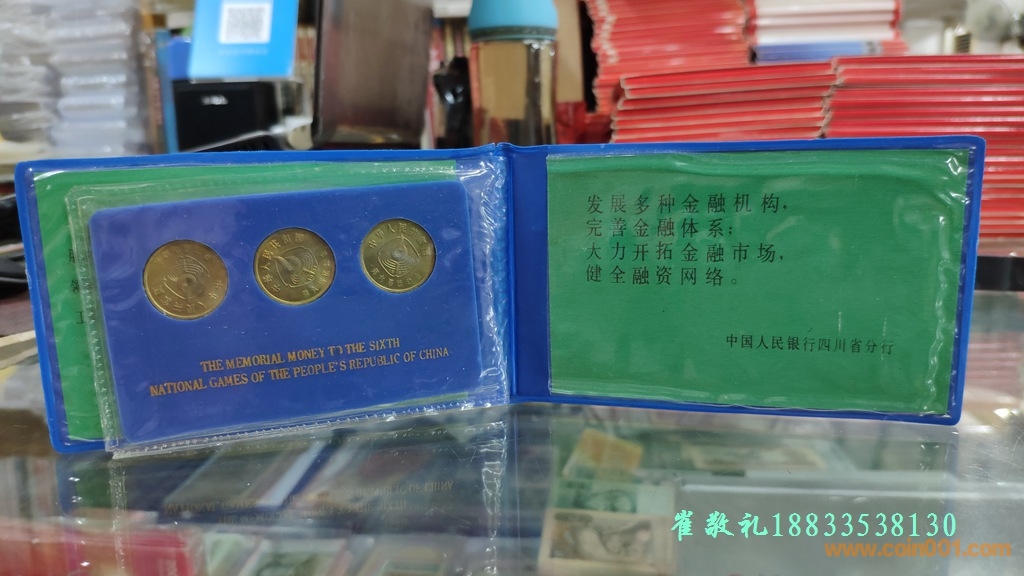 THE MEMORIAL MONEY TO THE SIXTH
NATIONAL GAMES OF THE PEOPLE'S REPUBLIC OF CHINA
发展多种金融机构，
完善金融体系；
大力开拓金融市场，
健全融资网络。
中国人民银行四川省分行
崔敬礼18833538130
www.coin001.com